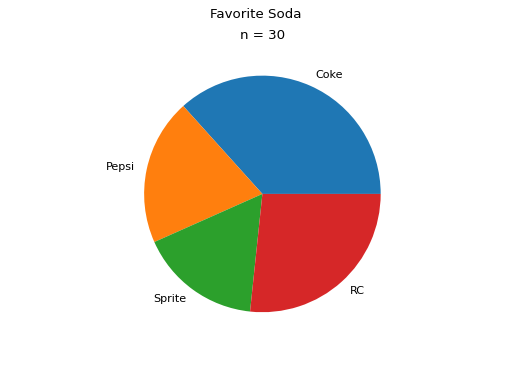 Favorite Soda
n = 30
Coke
Pepsi
Sprite
RC